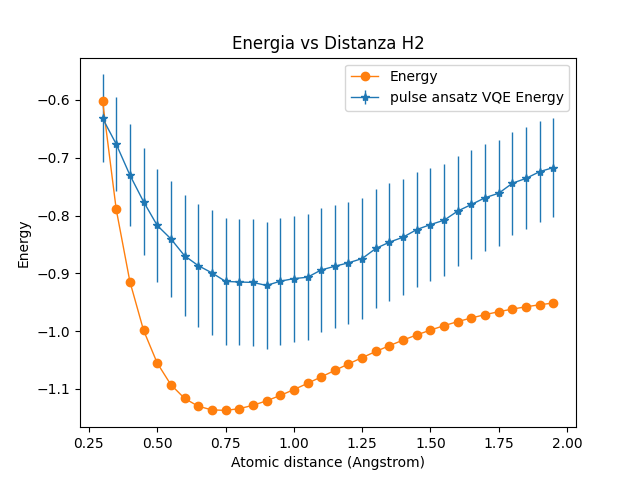 Energia vs Distanza H2
Energy
pulse ansatz VQE Energy
Energy
−0.6
−0.7
−0.8
−0.9
−1.0
−1.1
0.25 0.50 0.75 1.00 1.25 1.50 1.75 2.00
Atomic distance (Angstrom)